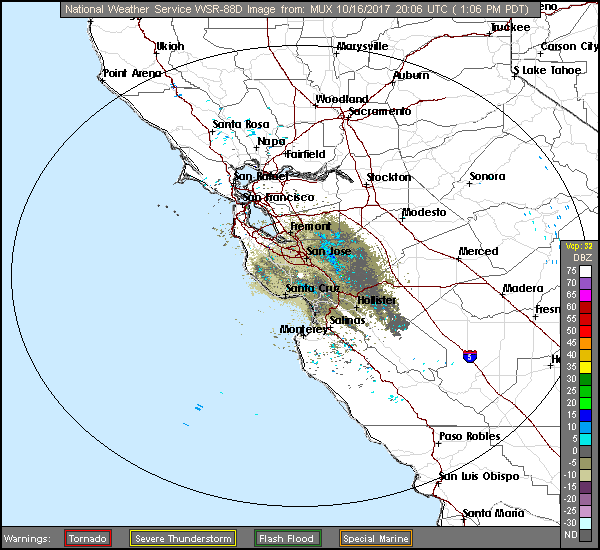 National Weather Service WSR-88D Image from: MUX 10/16/2017 20:06 UTC ( 1:06 PM PDT)
eno
Truckee
Ukiah
Marysville
Carson City
Point Arena
Auburn
S Lake Tahoe
Woodland
Sacramento
Santa Rosa
Napa
Fairfield
San Rafael
Stockton
Sonora
San Francisco
Modesto
Fremont
San Jose
Merced
Vcp: 32
DBZ
75
70
65
60
55
50
45
40
35
30
25
20
15
10
5
0
-5
-10
-15
-20
-25
-30
ND
Santa Cruz
Madera
Hollister
Fresn
Salinas
Monterey
5
H
Paso Robles
San Luis Obispo
Santa Maria
Warnings:
Tornado
Severe Thunderstorm
Flash Flood
Special Marine